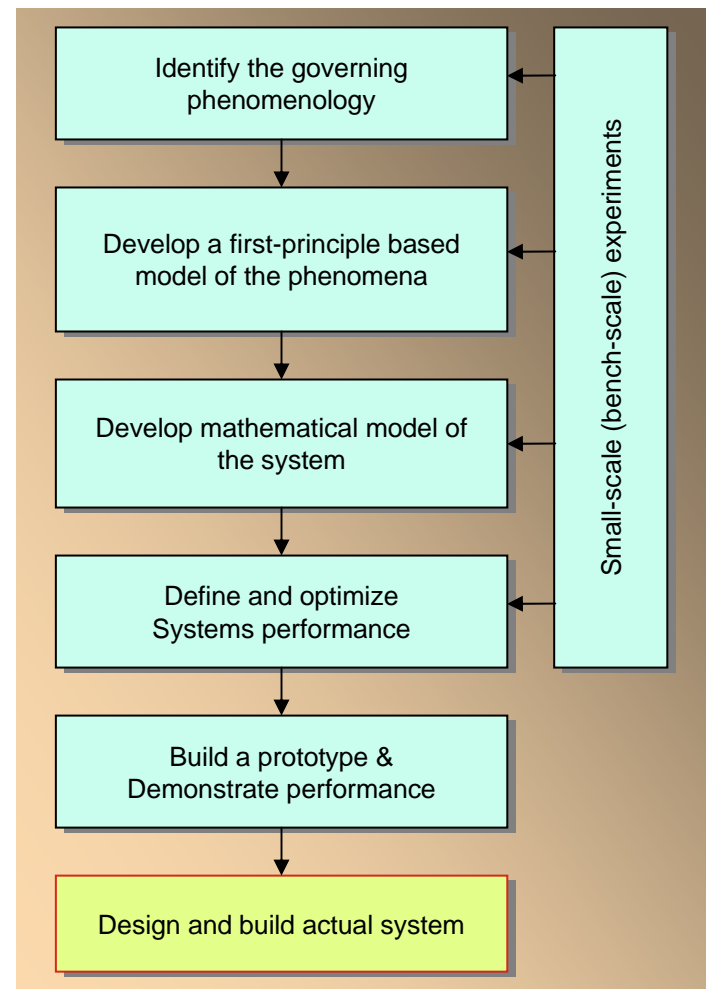 Identify the governing
phenomenology
Develop a first-principle based
model of the phenomena
Develop mathematical model of
the system
Define and optimize
Systems performance
Build a prototype &
Demonstrate performance
Design and build actual system
Small-scale (bench-scale) experiments